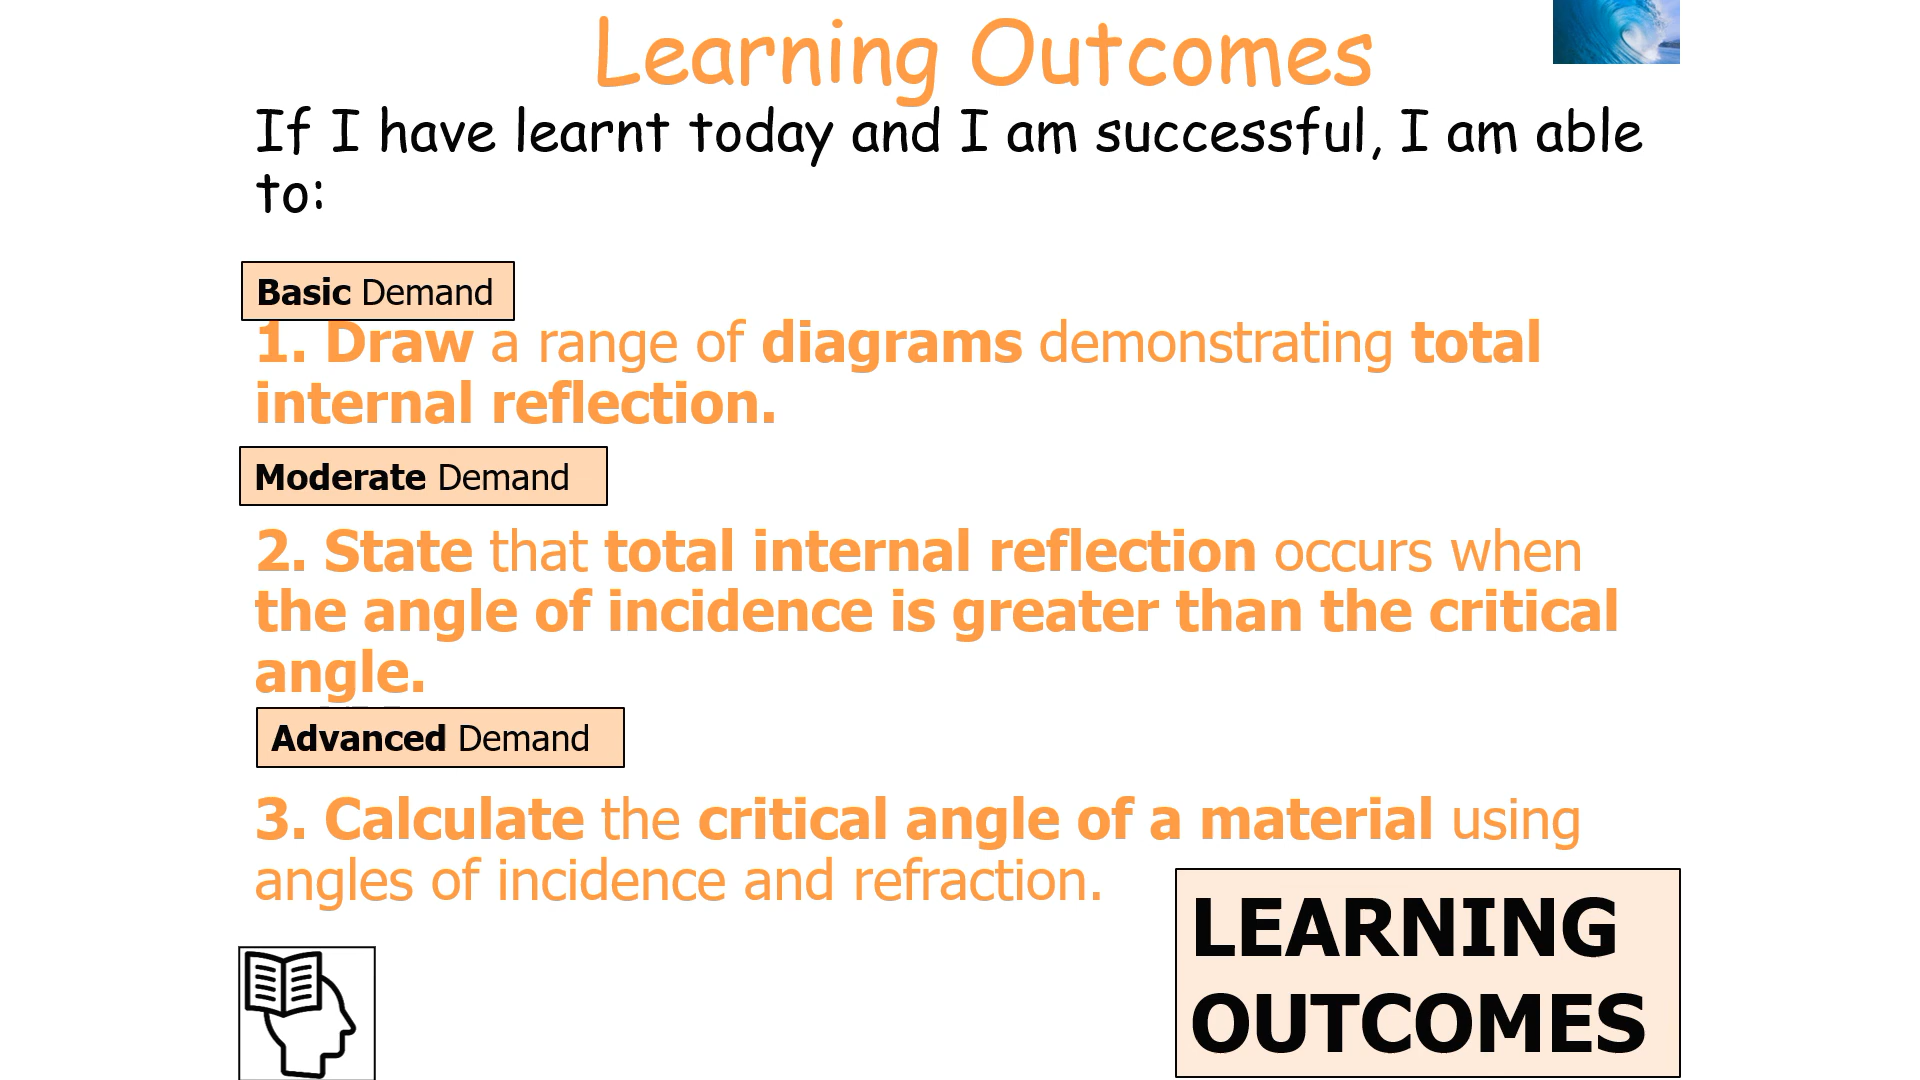 Learning Outcomes
If I have learnt today and I am successful, I am able
to:
Basic Demand
1. Draw a range of diagrams demonstrating total
internal reflection.
Moderate Demand
2. State that total internal reflection occurs when
the angle of incidence is greater than the critical
angle.
Advanced Demand
3. Calculate the critical angle of a material using
angles of incidence and refraction.
LEARNING
OUTCOMES